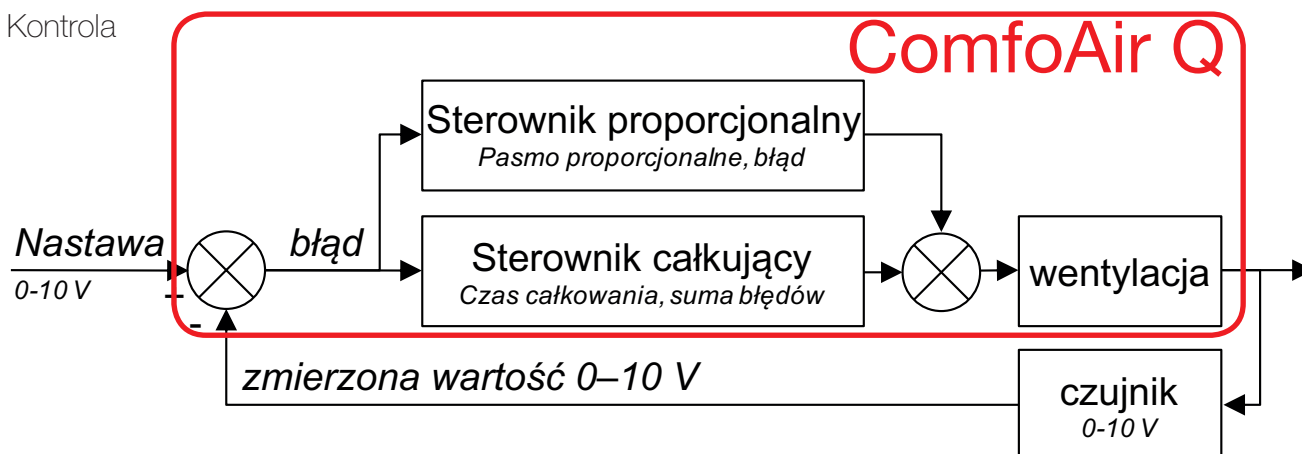 Kontrola
ComfoAir Q
Sterownik proporcjonalny
Pasmo proporcjonalne, błąd
Nastawa
0-10 V
+
-
błąd
Sterownik całkujący
Czas całkowania, suma błędów
wentylacja
zmierzona wartość 0–10 V
czujnik
0-10 V